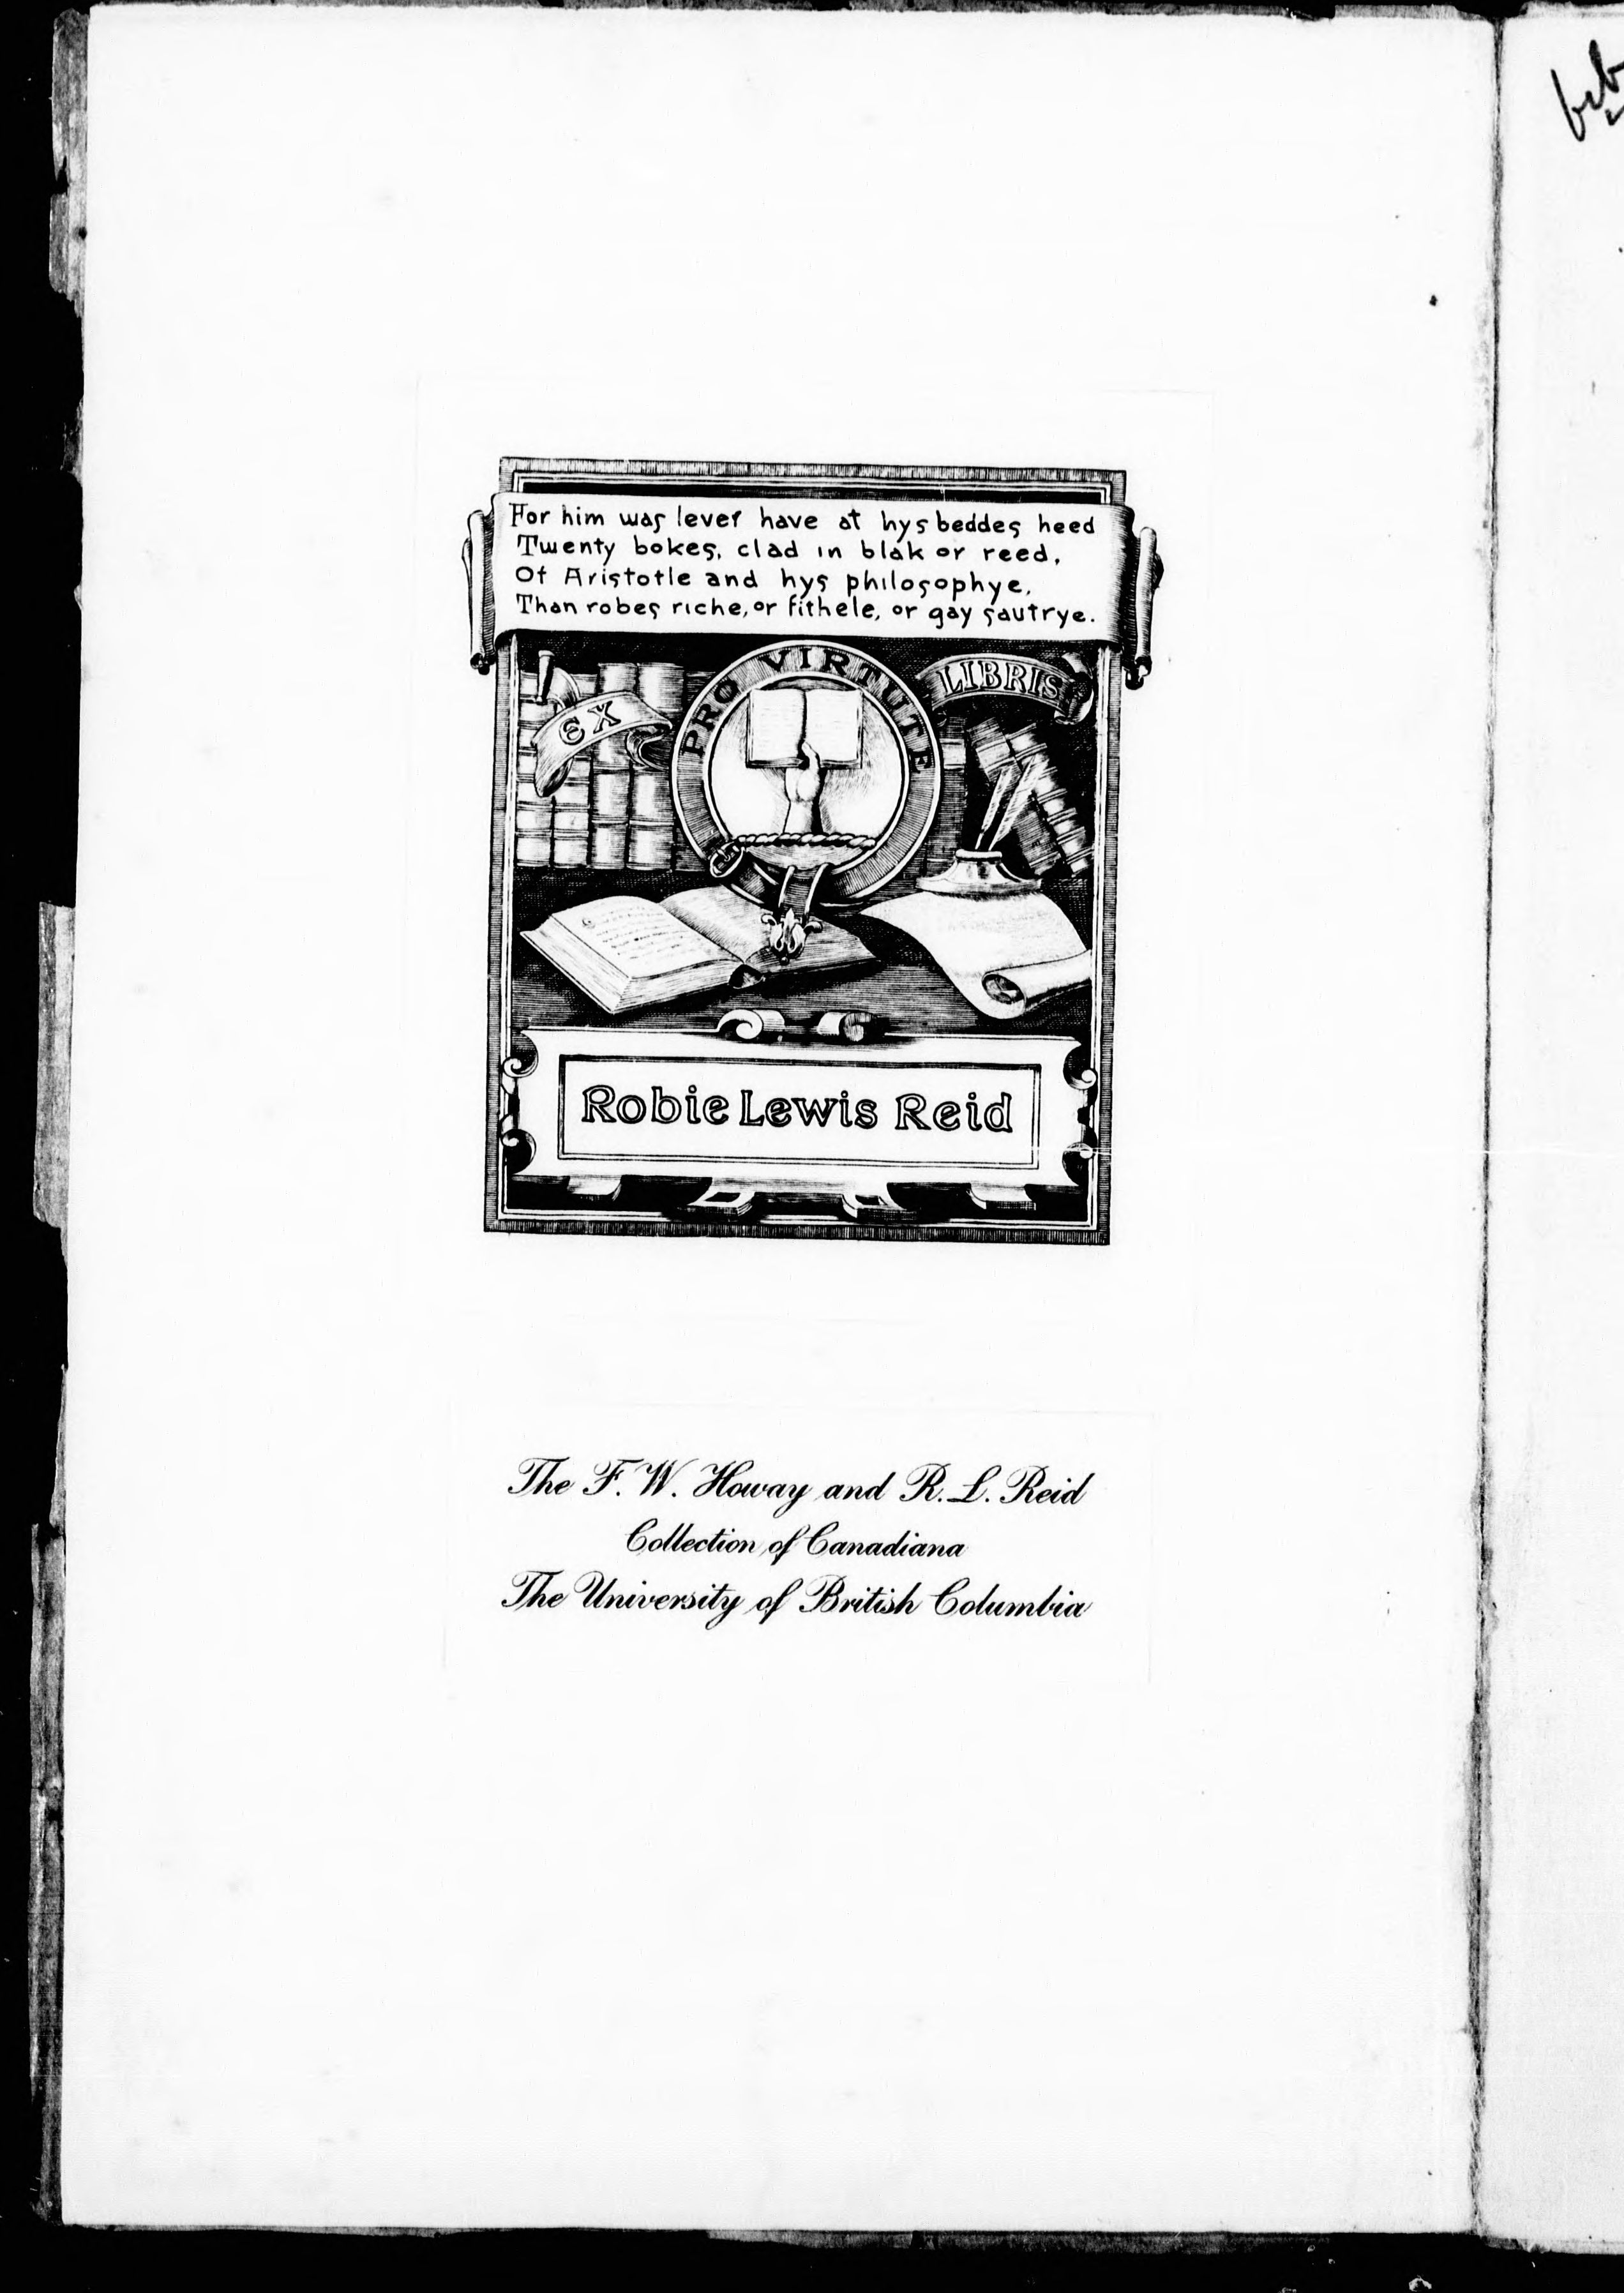 For him was lever have at hys beddes heed
Twenty bokes, clad in blak or reed,
Of Aristotle and hys philosophye,
Than robes riche, or fithele, or gay sautrye.
PRO VIRTUTE
EX
LIBRIS
Robie Lewis Reid
The F. W. Howay and R. L. Reid
Collection of Canadiana
The University of British Columbia